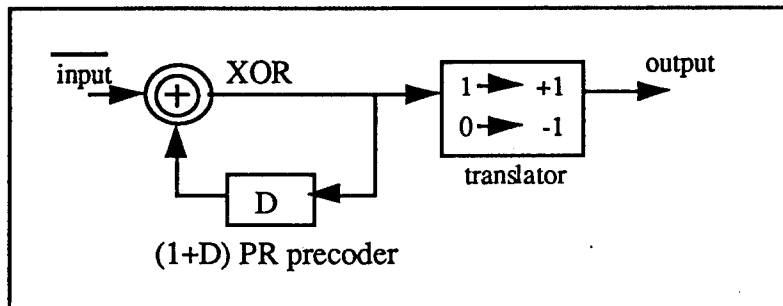 input
XOR
output
1 → +1
0 → -1
translator
D
(1+D) PR precoder